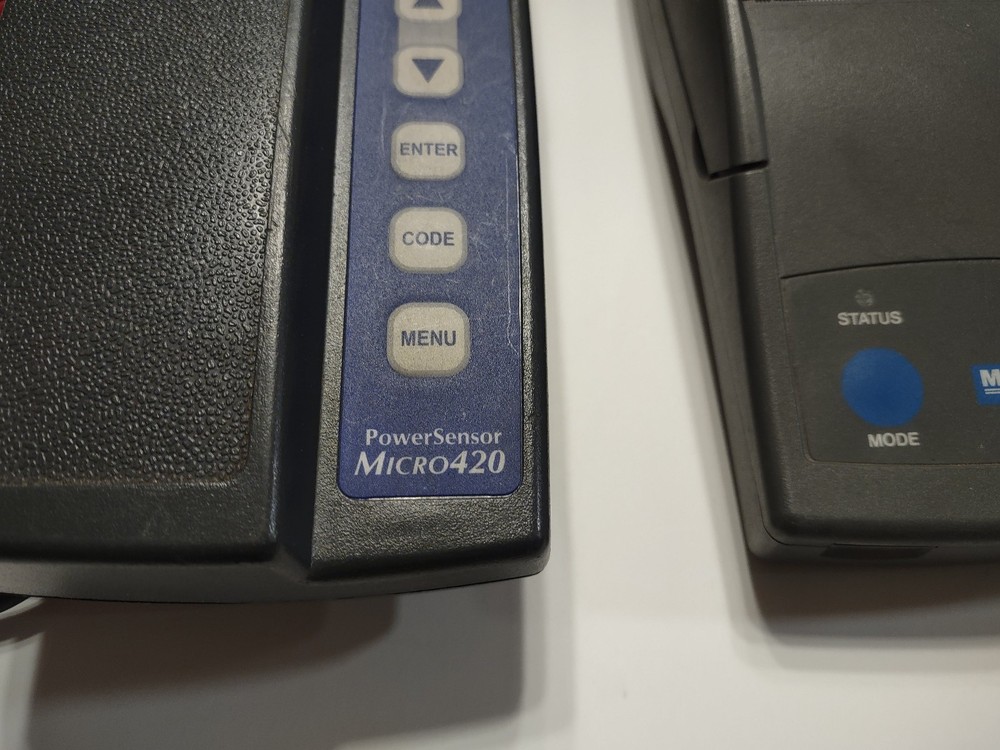 ENTER
CODE
MENU
PowerSensor
MICRO420
STATUS
MODE